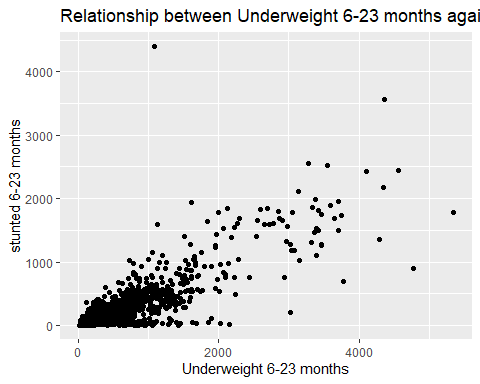 Relationship between Underweight 6-23 months agai
4000
3000
2000
1000
0
stunted 6-23 months
0 2000 4000
Underweight 6-23 months